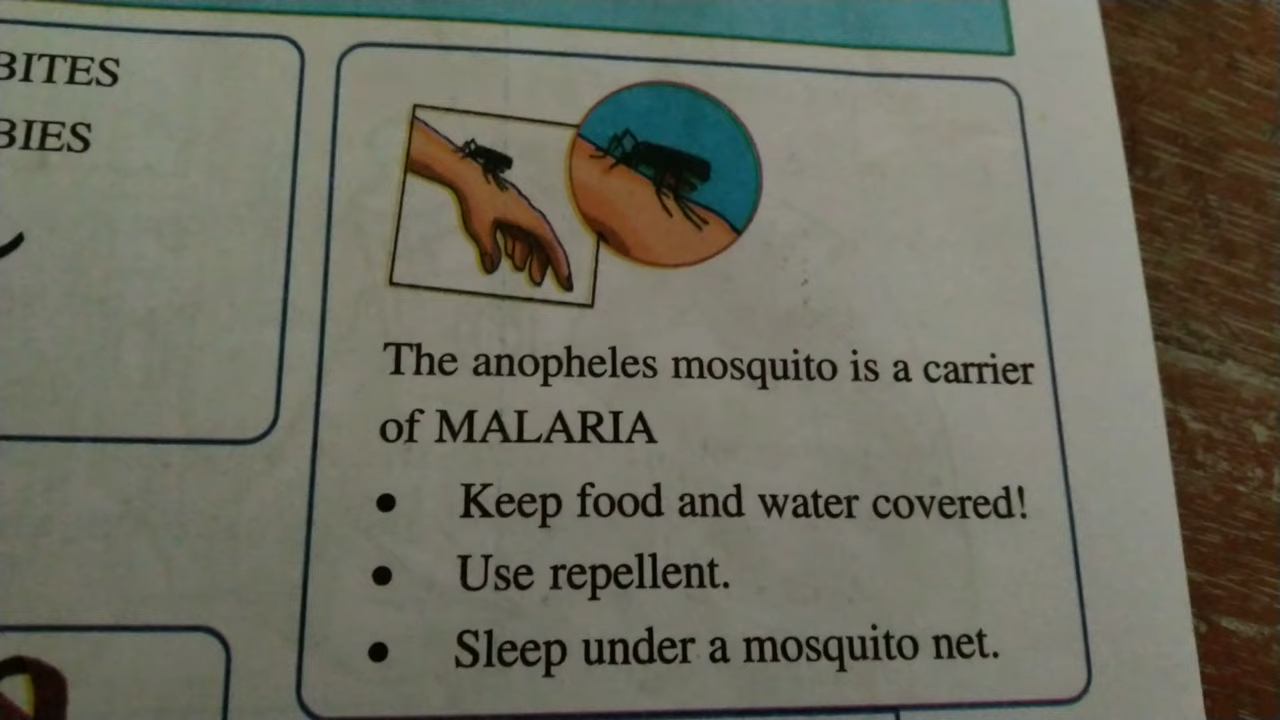 BITES
BIES
The anopheles mosquito is a carrier
of MALARIA
• Keep food and water covered!
• Use repellent.
• Sleep under a mosquito net.